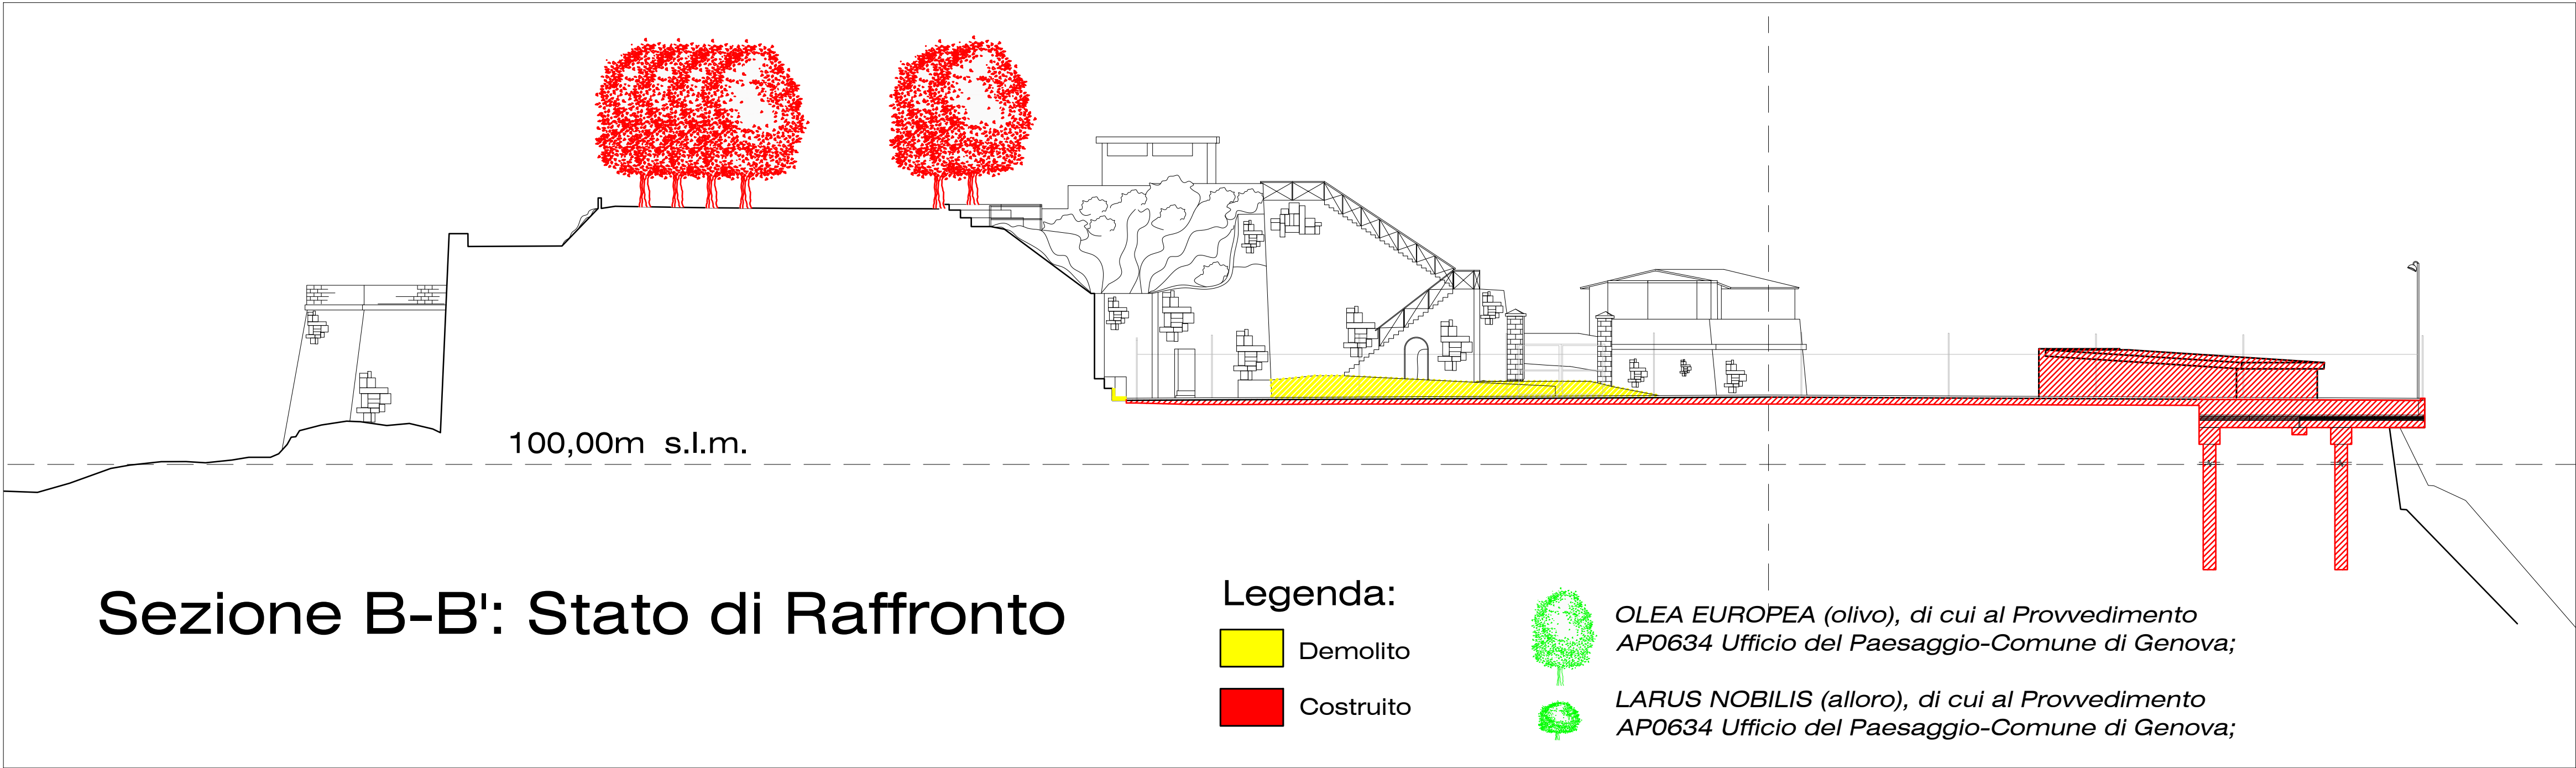 100,00m s.l.m.
Sezione B-B': Stato di Raffronto
Legenda:
Demolito
Costruito
OLEA EUROPEA (olivo), di cui al Provvedimento
AP0634 Ufficio del Paesaggio-Comune di Genova;
LARUS NOBILIS (alloro), di cui al Provvedimento
AP0634 Ufficio del Paesaggio-Comune di Genova;